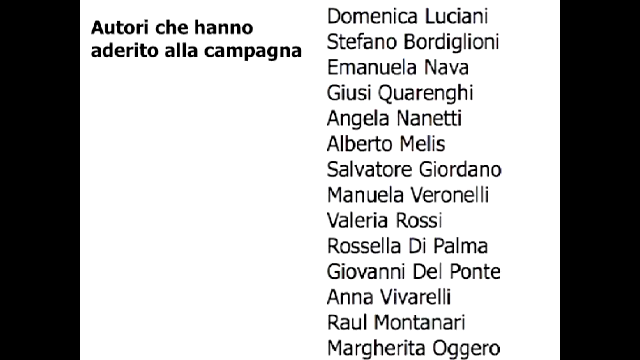 Autori che hanno
aderito alla campagna
Domenica Luciani
Stefano Bordiglioni
Emanuela Nava
Giusi Quarenghi
Angela Nanetti
Alberto Melis
Salvatore Giordano
Manuela Veronelli
Valeria Rossi
Rossella Di Palma
Giovanni Del Ponte
Anna Vivarelli
Raul Montanari
Margherita Oggero